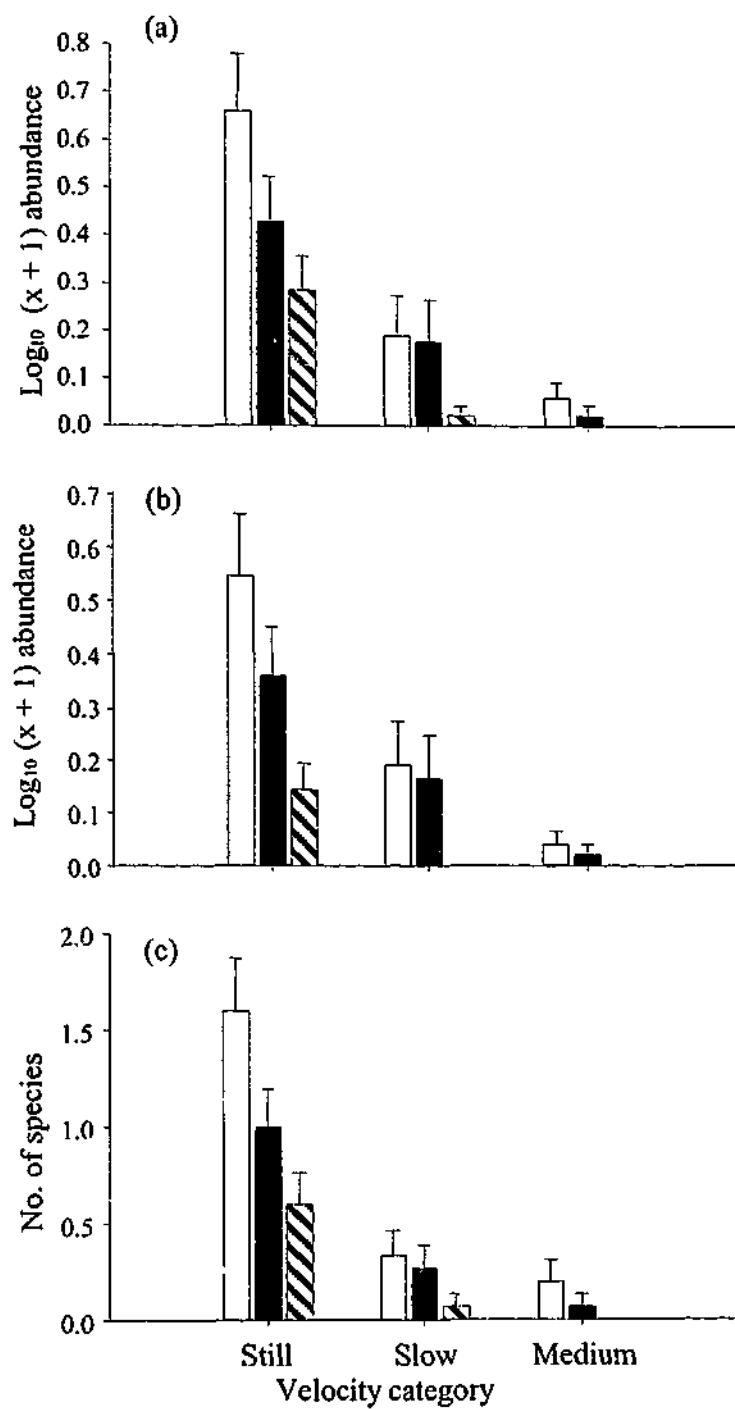 (a)
0.8
0.7
0.6
0.5
0.4
0.3
0.2
0.1
0.0
Log₁₀ (x + 1) abundance
(b)
0.7
0.6
0.5
0.4
0.3
0.2
0.1
0.0
Log₁₀ (x + 1) abundance
(c)
2.0
1.5
1.0
0.5
0.0
No. of species
Still Slow Medium
Velocity category